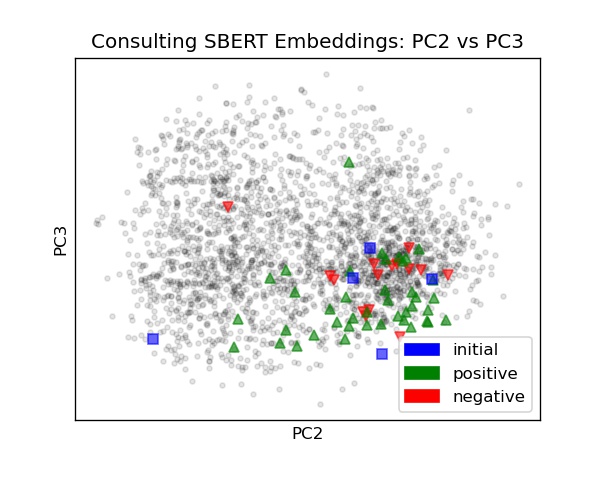 Consulting SBERT Embeddings: PC2 vs PC3
PC3
initial
positive
negative
PC2